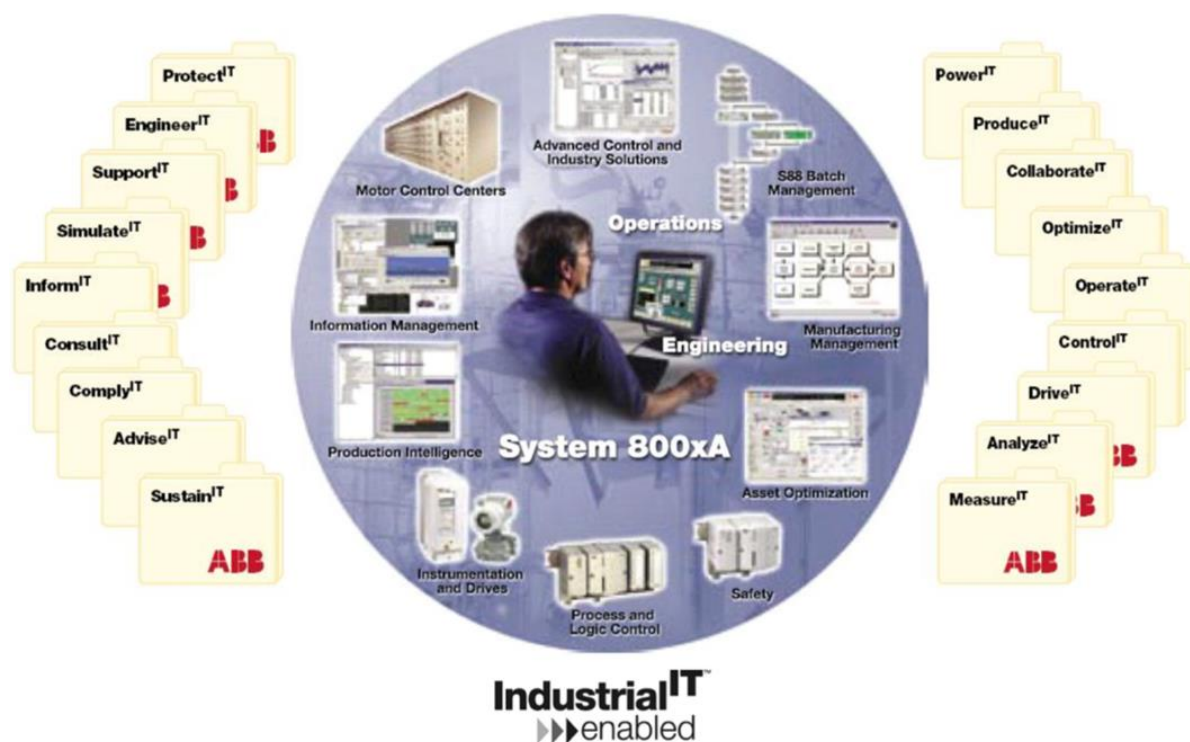 Protect^IT
Engineer^IT
ABB
Support^IT
Simulate^IT
Inform^IT
Consult^IT
Comply^IT
Advise^IT
Sustain^IT
ABB
Advanced Control and
Industry Solutions
Motor Control Centers
S88 Batch
Management
Operations
Information Management
Engineering
Manufacturing
Management
Production Intelligence
System 800xA
Asset Optimization
Instrumentation
and Drives
Process and
Logic Control
Safety
Power^IT
Produce^IT
Collaborate^IT
Optimize^IT
Operate^IT
Control^IT
Drive^IT
Analyze^IT
Measure^IT
ABB
Industrial^IT™
enabled